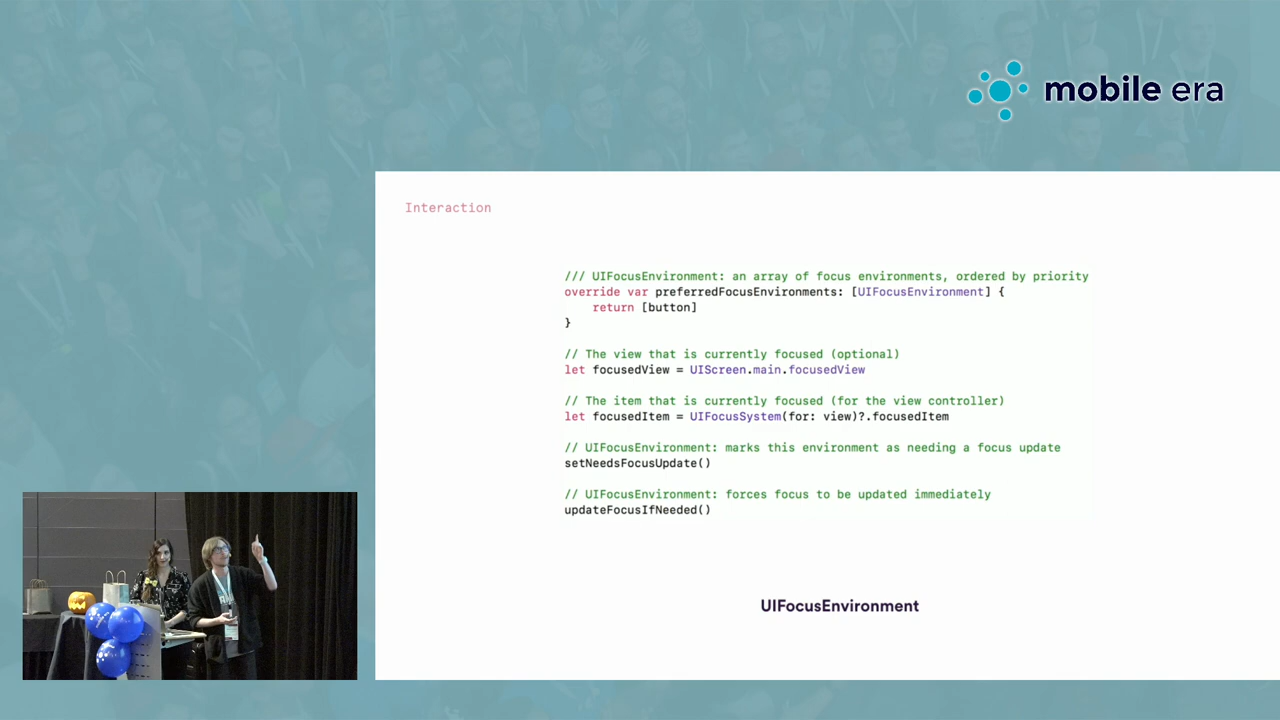 mobile era
Interaction
/// UIFocusEnvironment: an array of focus environments, ordered by priority
override var preferredFocusEnvironments: [UIFocusEnvironment] {
    return [button]
}
// The view that is currently focused (optional)
let focusedView = UIScreen.main.focusedView
// The item that is currently focused (for the view controller)
let focusedItem = UIFocusSystem(for: view)?.focusedItem
// UIFocusEnvironment: marks this environment as needing a focus update
setNeedsFocusUpdate()
// UIFocusEnvironment: forces focus to be updated immediately
updateFocusIfNeeded()
UIFocusEnvironment